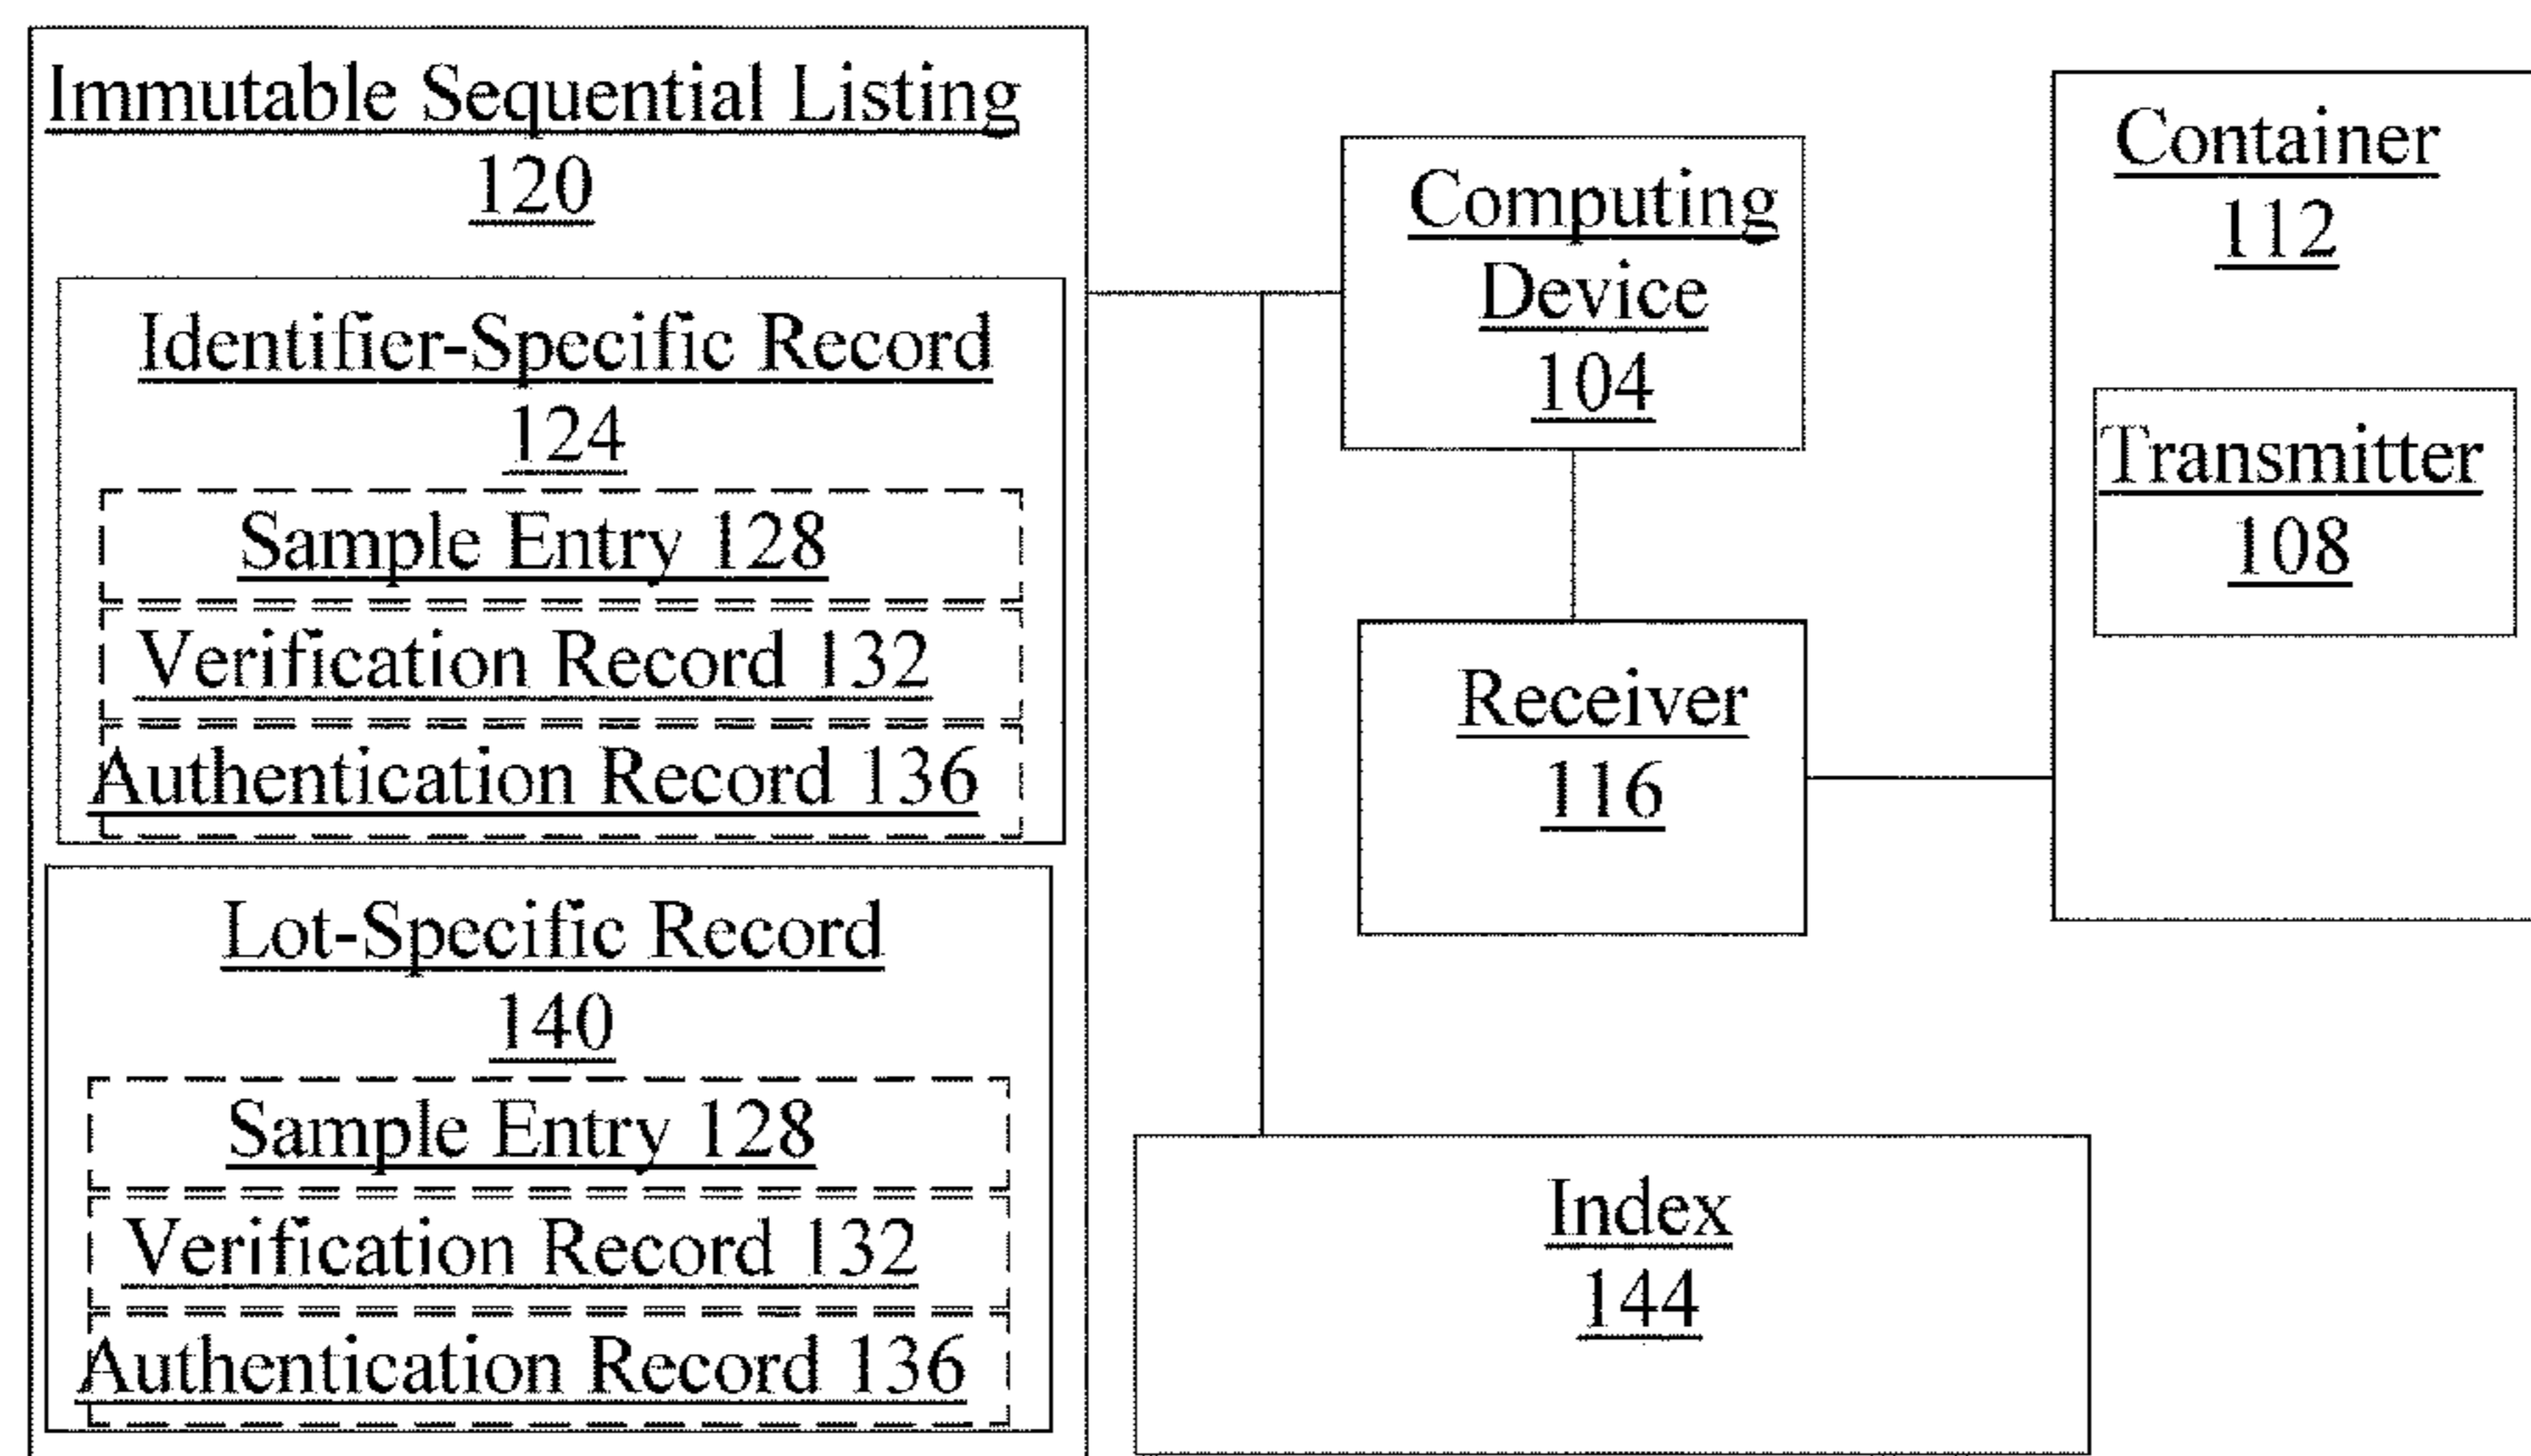 Immutable Sequential Listing
120
Identifier-Specific Record
124
Sample Entry 128
Verification Record 132
Authentication Record 136
Lot-Specific Record
140
Sample Entry 128
Verification Record 132
Authentication Record 136
Computing
Device
104
Receiver
116
Container
112
Transmitter
108
Index
144